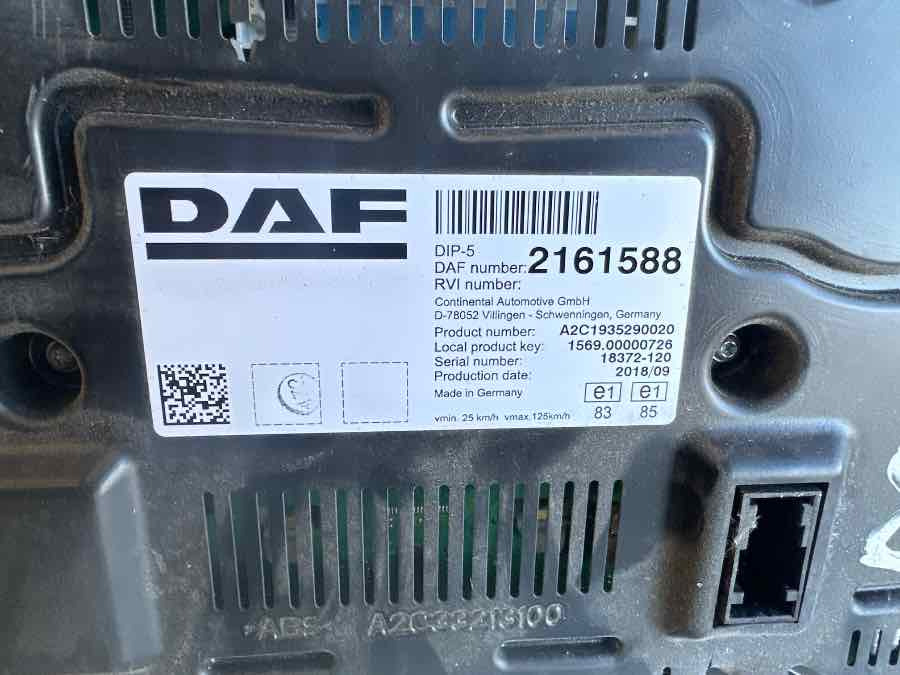 DAF
DIP-5
DAF number: 2161588
RVI number:
Continental Automotive GmbH
D-78052 Villingen - Schwenningen, Germany
Product number: A2C1935290020
Local product key: 1569.00000726
Serial number: 18372-120
Production date: 2018/09
Made in Germany e1 e1
83 85
vmin. 25 km/h vmax.125km/h
>ABS< A2C33213100